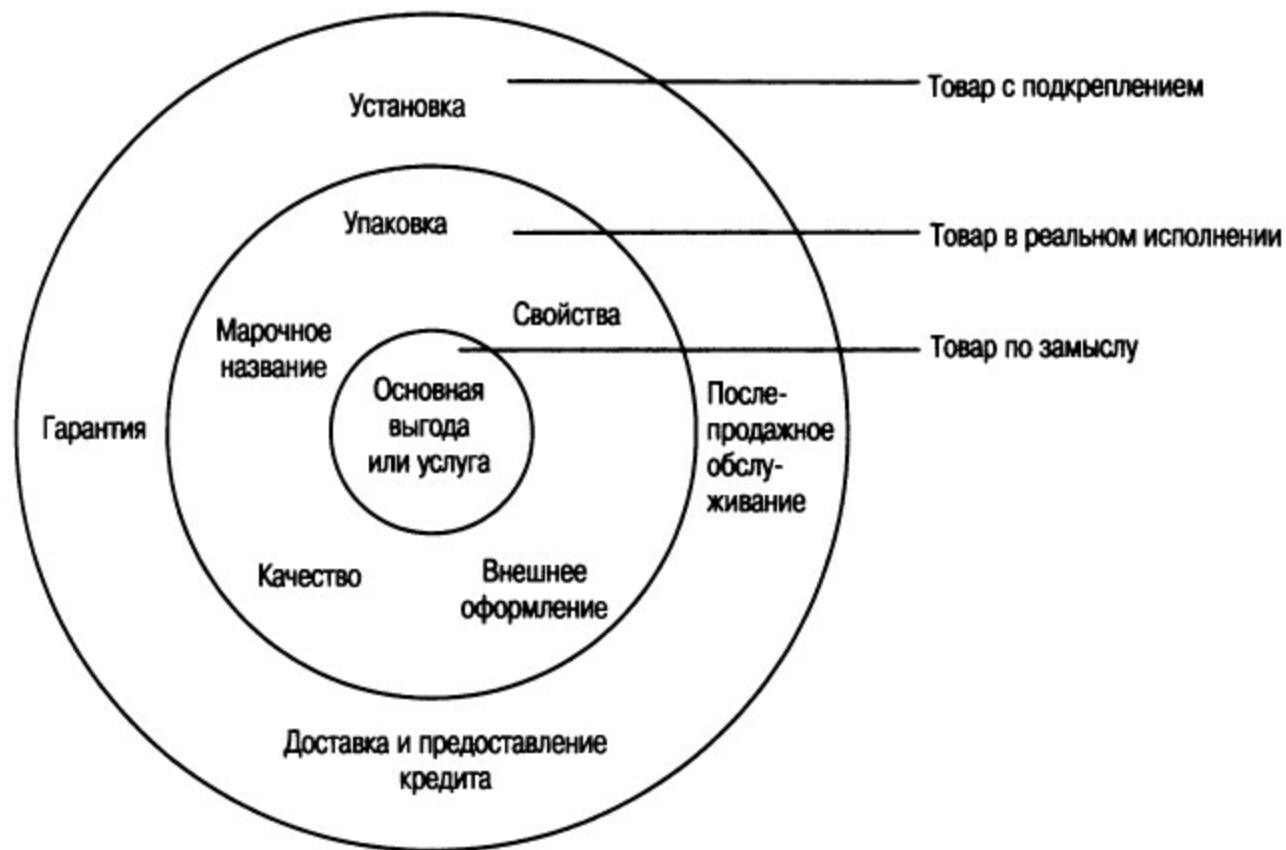 Установка
Товар с подкреплением
Упаковка
Товар в реальном исполнении
Свойства
Марочное
название
Товар по замыслу
Основная
выгода
или услуга
Гарантия
После-
продажное
обслу-
живание
Качество
Внешнее
оформление
Доставка и предоставление
кредита